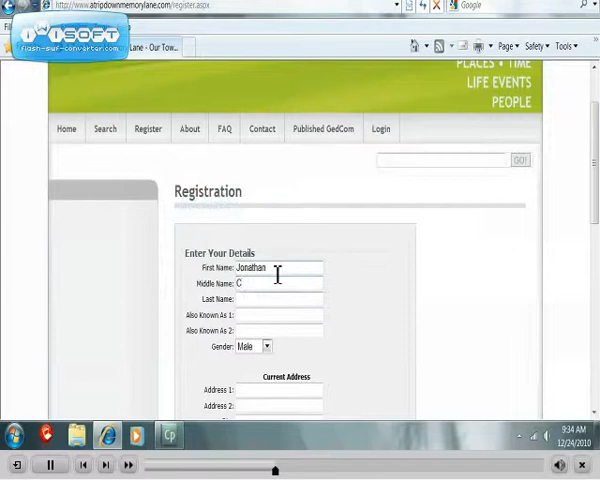 http://www.atripdownmemorylane.com/register.aspx
Google
iWiSOFT
flash-swf-converter.com
Lane - Our Tow...
Page
Safety
Tools
PLACES • TIME
LIFE EVENTS
PEOPLE
Home
Search
Register
About
FAQ
Contact
Published GedCom
Login
GO!
Registration
Enter Your Details
First Name: Jonathan
Middle Name: C
Last Name:
Also Known As 1:
Also Known As 2:
Gender: Male
Current Address
Address 1:
Address 2:
Cp
9:34 AM
12/24/2010